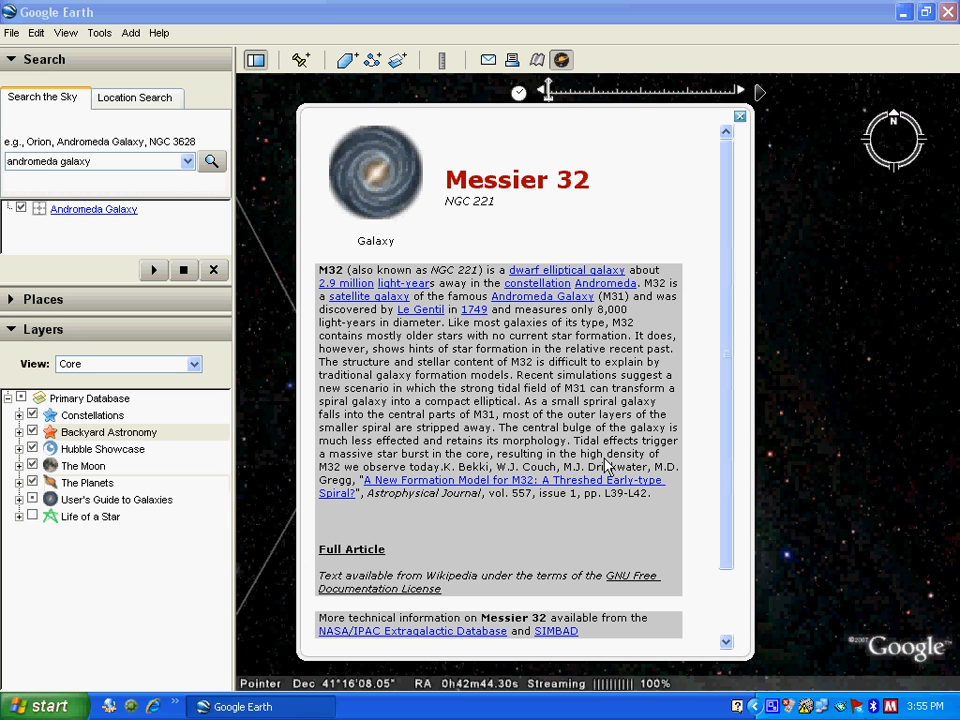 Google Earth
File Edit View Tools Add Help
Search
Search the Sky Location Search
e.g., Orion, Andromeda Galaxy, NGC 3628
andromeda galaxy
Andromeda Galaxy
Places
Layers
View: Core
Primary Database
Constellations
Backyard Astronomy
Hubble Showcase
The Moon
The Planets
User's Guide to Galaxies
Life of a Star
N
Messier 32
NGC 221
Galaxy
M32 (also known as NGC 221) is a dwarf elliptical galaxy about
2.9 million light-years away in the constellation Andromeda. M32 is
a satellite galaxy of the famous Andromeda Galaxy (M31) and was
discovered by Le Gentil in 1749 and measures only 8,000
light-years in diameter. Like most galaxies of its type, M32
contains mostly older stars with no current star formation. It does,
however, shows hints of star formation in the relative recent past.
The structure and stellar content of M32 is difficult to explain by
traditional galaxy formation models. Recent simulations suggest a
new scenario in which the strong tidal field of M31 can transform a
spiral galaxy into a compact elliptical. As a small spriral galaxy
falls into the central parts of M31, most of the outer layers of the
smaller spiral are stripped away. The central bulge of the galaxy is
much less effected and retains its morphology. Tidal effects trigger
a massive star burst in the core, resulting in the high density of
M32 we observe today.K. Bekki, W.J. Couch, M.J. Drinkwater, M.D.
Gregg, "A New Formation Model for M32: A Threshed Early-type
Spiral?", Astrophysical Journal, vol. 557, issue 1, pp. L39-L42.
Full Article
Text available from Wikipedia under the terms of the GNU Free
Documentation License
More technical information on Messier 32 available from the
NASA/IPAC Extragalactic Database and SIMBAD
©2007 Google
Pointer Dec 41°16'08.05" RA 0h42m44.30s Streaming |||||||||| 100%
start Google Earth 3:55 PM